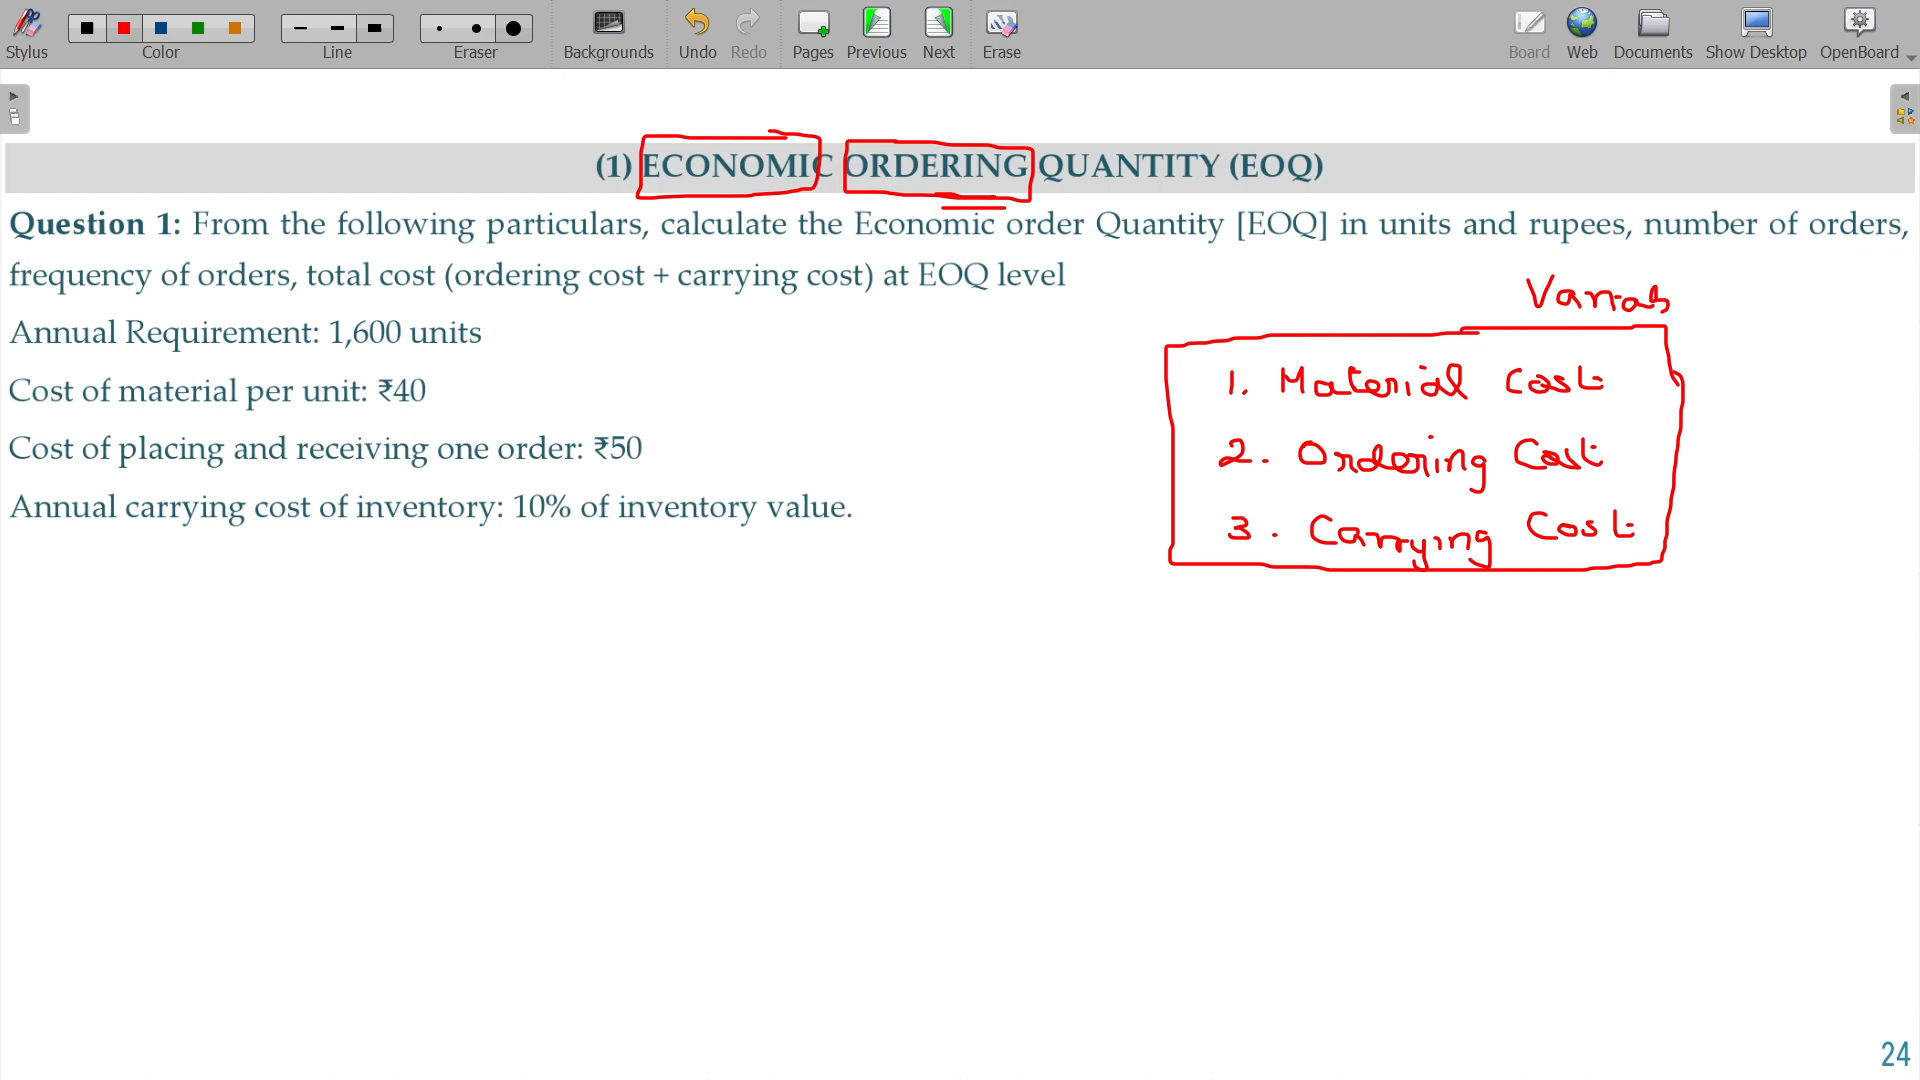 Stylus Color Line Eraser Backgrounds Undo Redo Pages Previous Next Erase Board Web Documents Show Desktop OpenBoard
(1) ECONOMIC ORDERING QUANTITY (EOQ)
Question 1: From the following particulars, calculate the Economic order Quantity [EOQ] in units and rupees, number of orders,
frequency of orders, total cost (ordering cost + carrying cost) at EOQ level
Annual Requirement: 1,600 units
Cost of material per unit: ₹40
Cost of placing and receiving one order: ₹50
Annual carrying cost of inventory: 10% of inventory value.
1. Material Cost
2. Ordering Cost
3. Carrying Cost
24